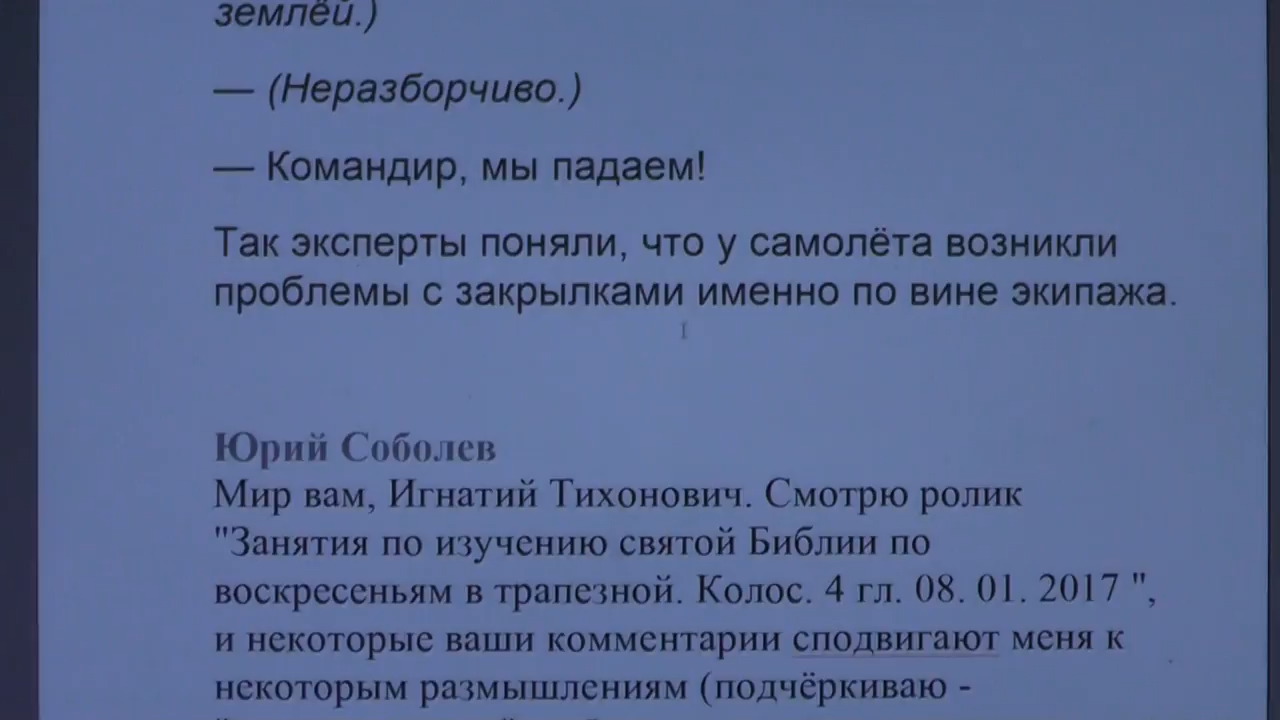 землёй.)
— (Неразборчиво.)
— Командир, мы падаем!
Так эксперты поняли, что у самолёта возникли
проблемы с закрылками именно по вине экипажа.
Юрий Соболев
Мир вам, Игнатий Тихонович. Смотрю ролик
"Занятия по изучению святой Библии по
воскресеньям в трапезной. Колос. 4 гл. 08. 01. 2017 ",
и некоторые ваши комментарии сподвигают меня к
некоторым размышлениям (подчёркиваю -